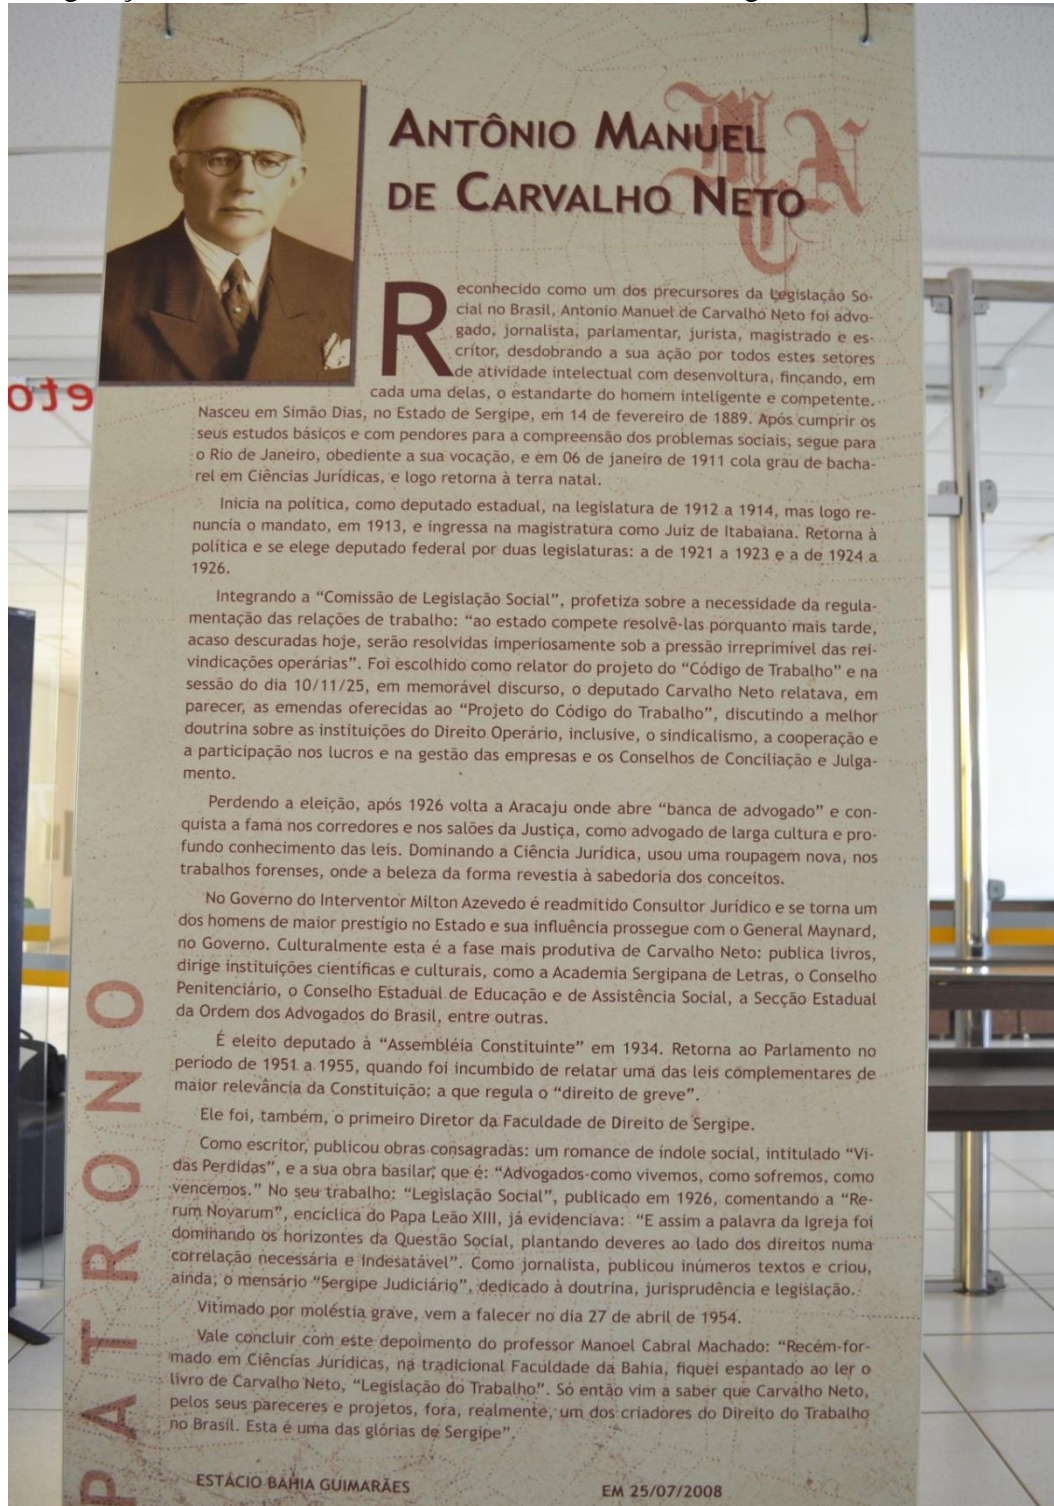 ANTÔNIO MANUEL
DE CARVALHO NETO
MCN
Reconhecido como um dos precursores da Legislação So-
cial no Brasil, Antonio Manuel de Carvalho Neto foi advo-
gado, jornalista, parlamentar, jurista, magistrado e es-
critor, desdobrando a sua ação por todos estes setores
de atividade intelectual com desenvoltura, fincando, em
cada uma delas, o estandarte do homem inteligente e competente.
Nasceu em Simão Dias, no Estado de Sergipe, em 14 de fevereiro de 1889. Após cumprir os
seus estudos básicos e com pendores para a compreensão dos problemas sociais, segue para
o Rio de Janeiro, obediente a sua vocação, e em 06 de janeiro de 1911 cola grau de bacha-
rel em Ciências Jurídicas, e logo retorna à terra natal.
Inicia na política, como deputado estadual, na legislatura de 1912 a 1914, mas logo re-
nuncia o mandato, em 1913, e ingressa na magistratura como Juiz de Itabaiana. Retorna à
política e se elege deputado federal por duas legislaturas: a de 1921 a 1923 e a de 1924 a
1926.
Integrando a “Comissão de Legislação Social”, profetiza sobre a necessidade da regula-
mentação das relações de trabalho: “ao estado compete resolvê-las porquanto mais tarde,
acaso descuradas hoje, serão resolvidas imperiosamente sob a pressão irreprimível das rei-
vindicações operárias”. Foi escolhido como relator do projeto do “Código de Trabalho” e na
sessão do dia 10/11/25, em memorável discurso, o deputado Carvalho Neto relatava, em
parecer, as emendas oferecidas ao “Projeto do Código do Trabalho”, discutindo a melhor
doutrina sobre as instituições do Direito Operário, inclusive, o sindicalismo, a cooperação e
a participação nos lucros e na gestão das empresas e os Conselhos de Conciliação e Julga-
mento.
Perdendo a eleição, após 1926 volta a Aracaju onde abre “banca de advogado” e con-
quista a fama nos corredores e nos salões da Justiça, como advogado de larga cultura e pro-
fundo conhecimento das leis. Dominando a Ciência Jurídica, usou uma roupagem nova, nos
trabalhos forenses, onde a beleza da forma revestia à sabedoria dos conceitos.
No Governo do Interventor Milton Azevedo é readmitido Consultor Jurídico e se torna um
dos homens de maior prestígio no Estado e sua influência prossegue com o General Maynard,
no Governo. Culturalmente esta é a fase mais produtiva de Carvalho Neto: publica livros,
dirige instituições científicas e culturais, como a Academia Sergipana de Letras, o Conselho
Penitenciário, o Conselho Estadual de Educação e de Assistência Social, a Secção Estadual
da Ordem dos Advogados do Brasil, entre outras.
É eleito deputado à “Assembléia Constituinte” em 1934. Retorna ao Parlamento no
período de 1951 a 1955, quando foi incumbido de relatar uma das leis complementares de
maior relevância da Constituição: a que regula o “direito de greve”.
Ele foi, também, o primeiro Diretor da Faculdade de Direito de Sergipe.
Como escritor, publicou obras consagradas: um romance de índole social, intitulado “Vi-
das Perdidas”, e a sua obra basilar, que é: “Advogados-como vivemos, como sofremos, como
vencemos.” No seu trabalho: “Legislação Social”, publicado em 1926, comentando a “Re-
rum Novarum”, encíclica do Papa Leão XIII, já evidenciava: “E assim a palavra da Igreja foi
dominando os horizontes da Questão Social, plantando deveres ao lado dos direitos numa
correlação necessária e Indesatável”. Como jornalista, publicou inúmeros textos e criou,
ainda, o mensário “Sergipe Judiciário”, dedicado à doutrina, jurisprudência e legislação.
Vitimado por moléstia grave, vem a falecer no dia 27 de abril de 1954.
Vale concluir com este depoimento do professor Manoel Cabral Machado: “Recém-for-
mado em Ciências Jurídicas, na tradicional Faculdade da Bahia, fiquei espantado ao ler o
livro de Carvalho Neto, “Legislação do Trabalho”. Só então vim a saber que Carvalho Neto,
pelos seus pareceres e projetos, fora, realmente, um dos criadores do Direito do Trabalho
no Brasil. Esta é uma das glórias de Sergipe”.
ESTÁCIO BAHIA GUIMARÃES EM 25/07/2008
PATRONO
eto